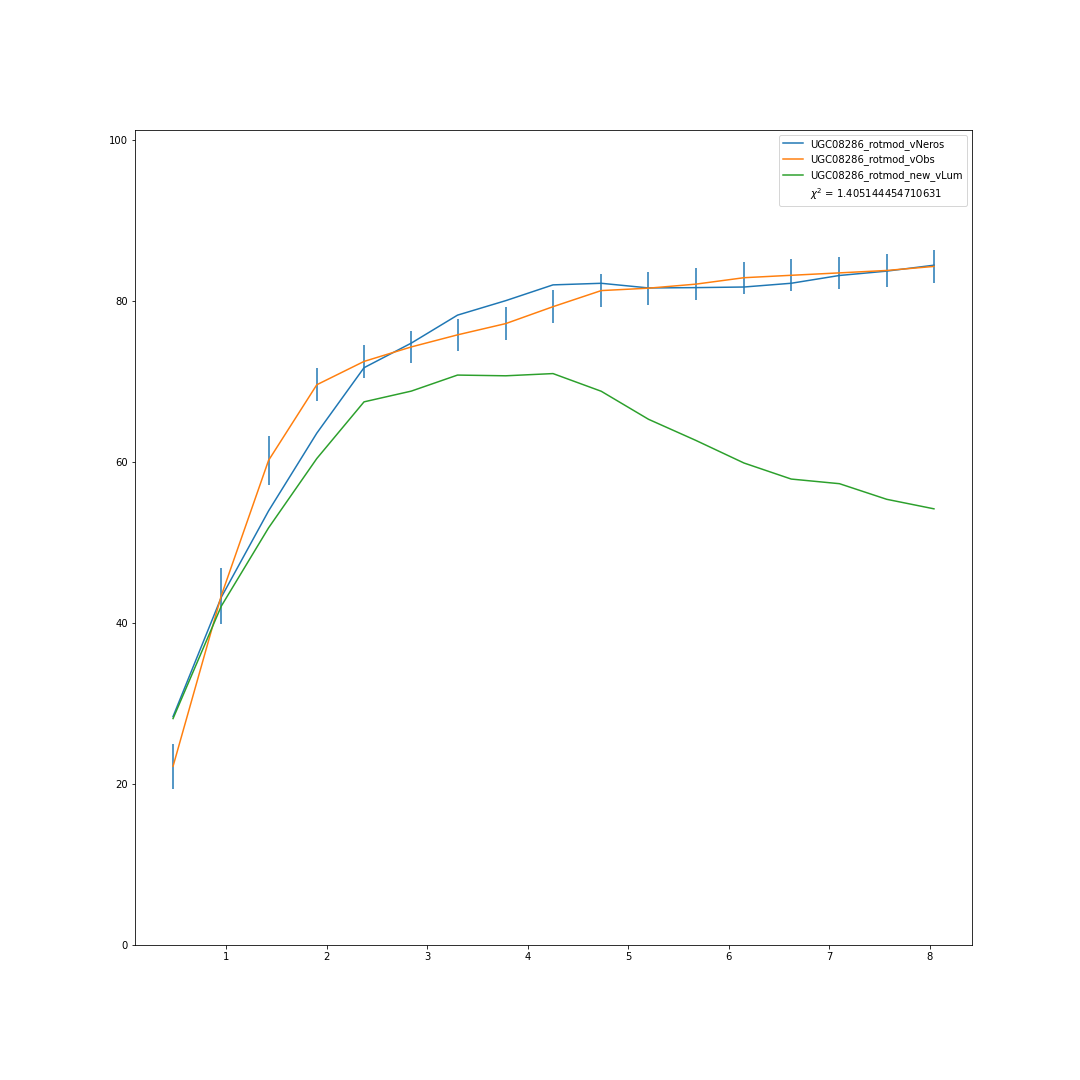 UGC08286_rotmod_vNeros
UGC08286_rotmod_vObs
UGC08286_rotmod_new_vLum
χ² = 1.405144454710631
100
80
60
40
20
0
1 2 3 4 5 6 7 8